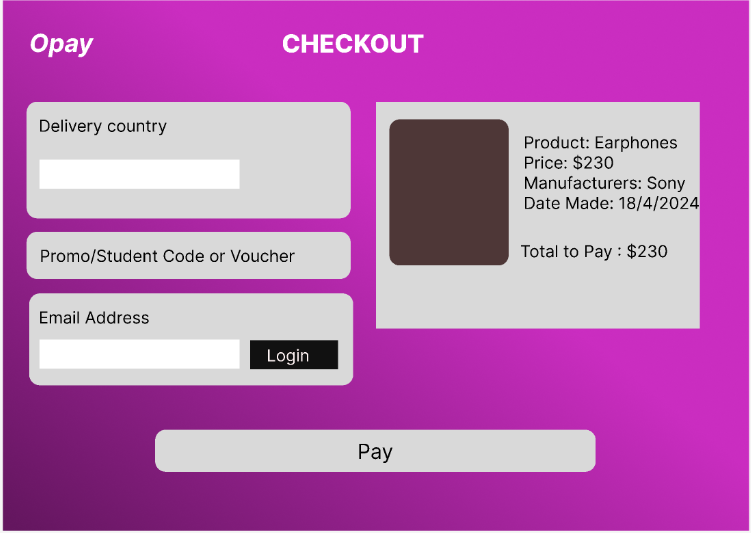 Opay
CHECKOUT
Delivery country
Promo/Student Code or Voucher
Email Address
Login
Product: Earphones
Price: $230
Manufacturers: Sony
Date Made: 18/4/2024
Total to Pay : $230
Pay